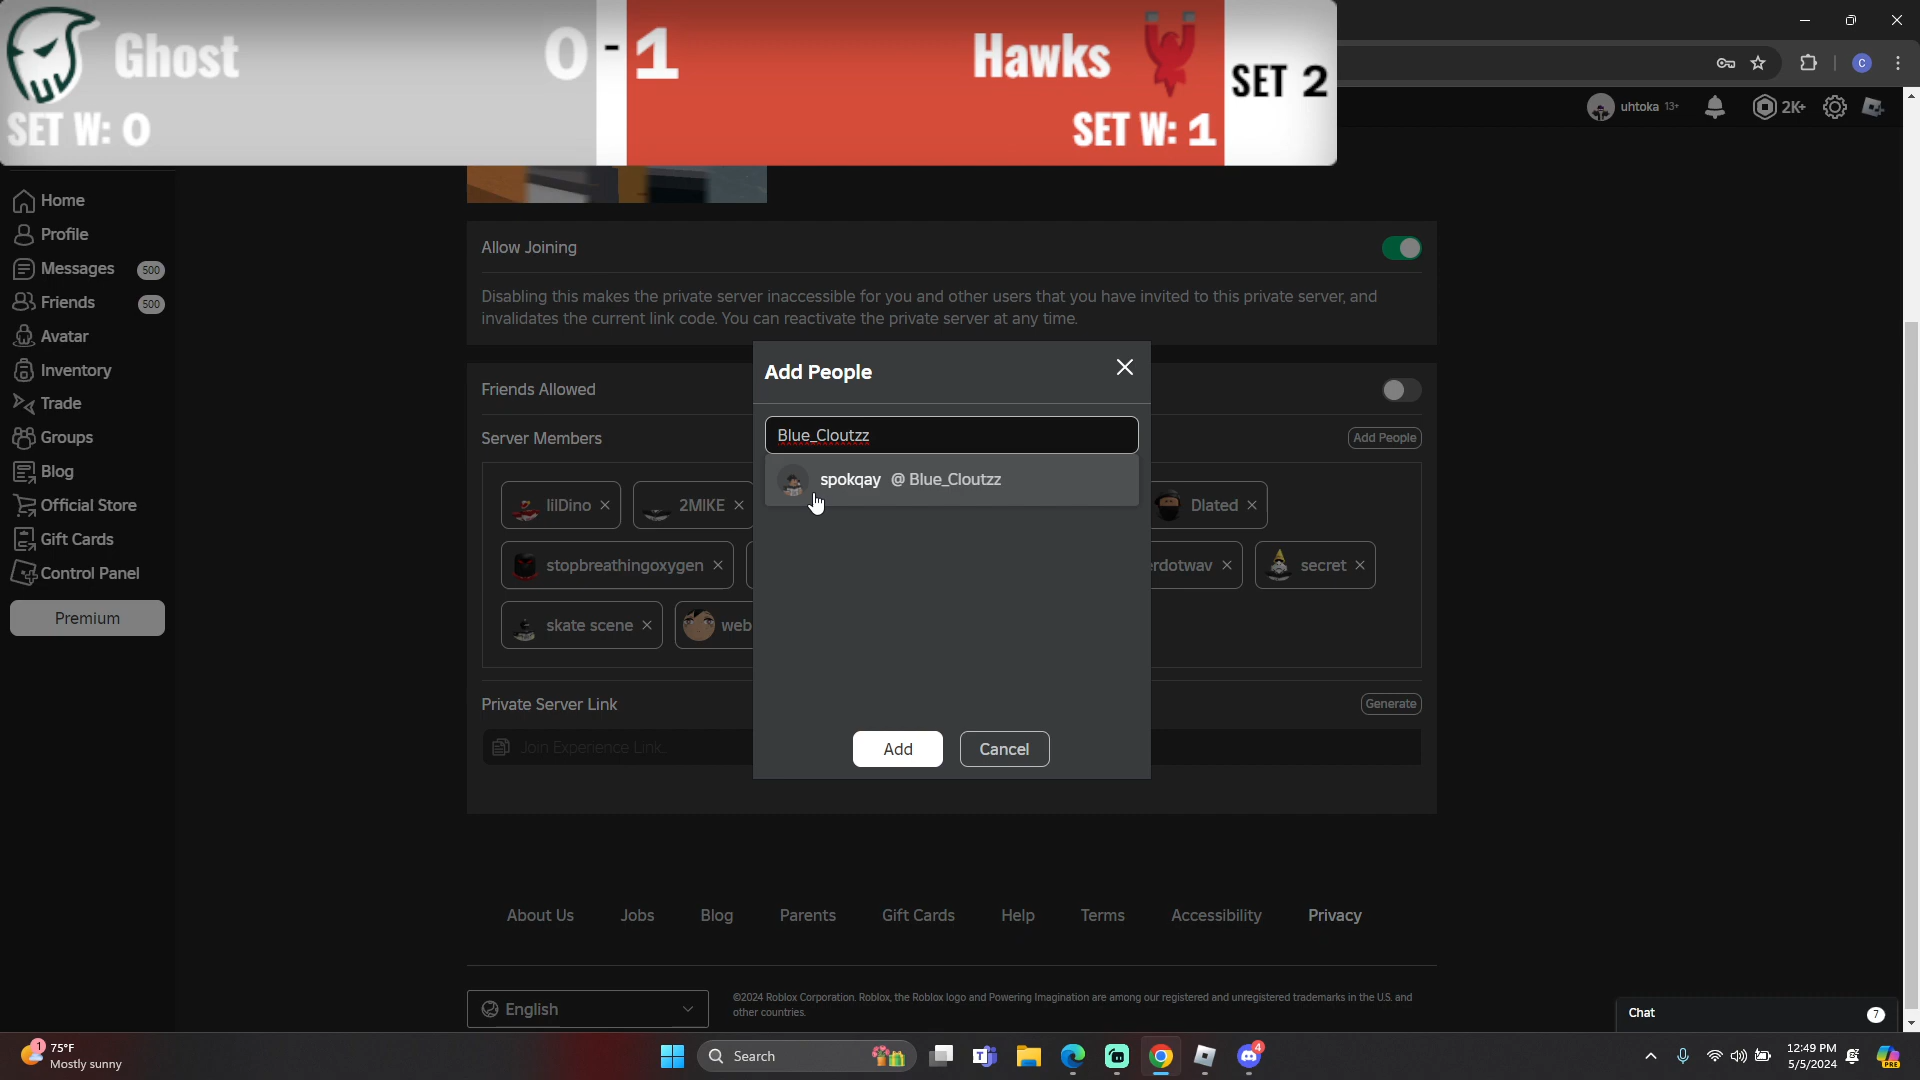 Ghost
0 - 1
Hawks
SET 2
SET W: 0
SET W: 1
uhtoka 13+
2K+
C
Home
Profile
Messages 500
Friends 500
Avatar
Inventory
Trade
Groups
Blog
Official Store
Gift Cards
Control Panel
Premium
Allow Joining
Disabling this makes the private server inaccessible for you and other users that you have invited to this private server, and
invalidates the current link code. You can reactivate the private server at any time.
Friends Allowed
Server Members
Add People
lilDino
2MIKE
Dlated
stopbreathingoxygen
rdotwav
secret
skate scene
web
Private Server Link
Generate
Join Experience Link...
Add People
Blue_Cloutzz
spokqay @ Blue_Cloutzz
Add
Cancel
About Us
Jobs
Blog
Parents
Gift Cards
Help
Terms
Accessibility
Privacy
English
©2024 Roblox Corporation. Roblox, the Roblox logo and Powering Imagination are among our registered and unregistered trademarks in the U.S. and
other countries.
Chat 7
1
75°F
Mostly sunny
Search
4
12:49 PM
5/5/2024
PRE